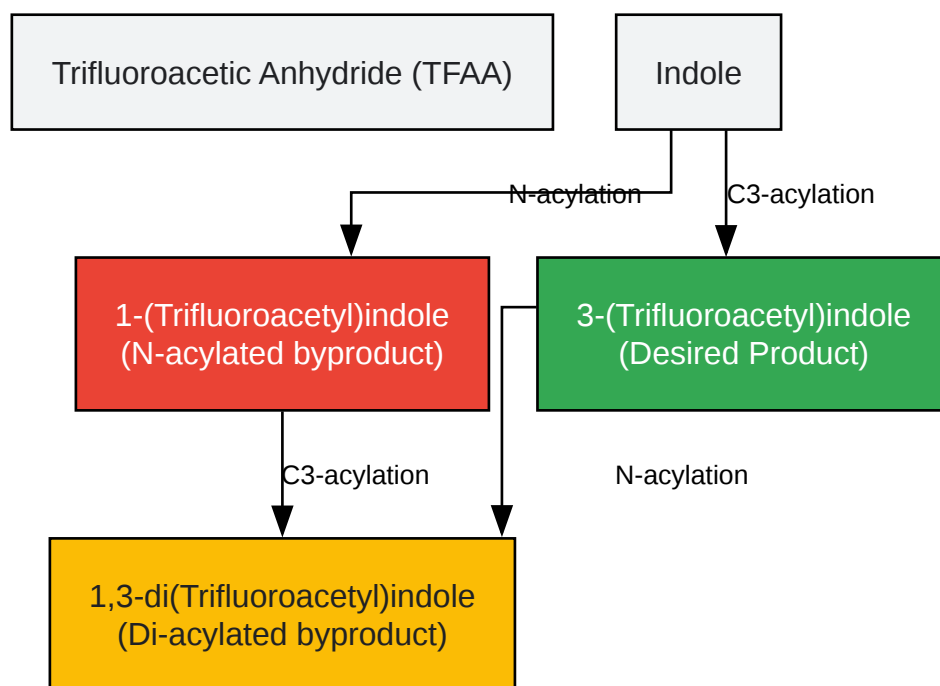 Trifluoroacetic Anhydride (TFAA)
Indole
N-acylation
C3-acylation
1-(Trifluoroacetyl)indole
(N-acylated byproduct)
3-(Trifluoroacetyl)indole
(Desired Product)
C3-acylation
N-acylation
1,3-di(Trifluoroacetyl)indole
(Di-acylated byproduct)